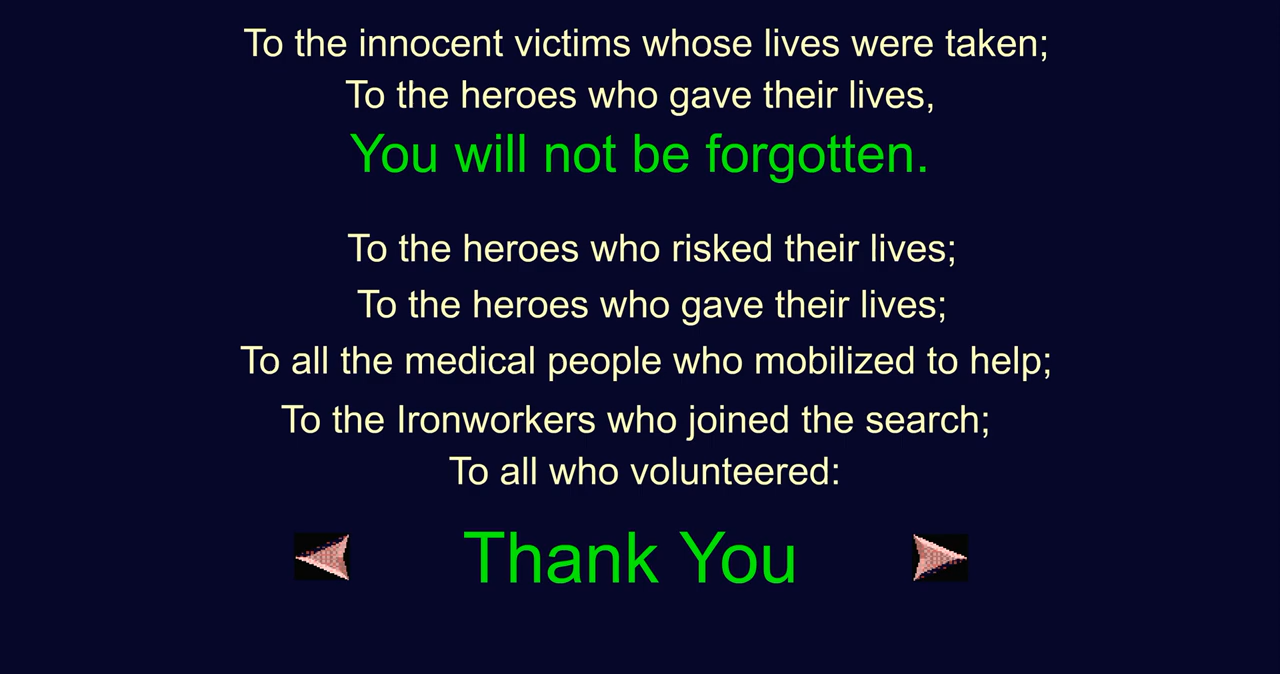 To the innocent victims whose lives were taken;
To the heroes who gave their lives,
You will not be forgotten.
To the heroes who risked their lives;
To the heroes who gave their lives;
To all the medical people who mobilized to help;
To the Ironworkers who joined the search;
To all who volunteered:
Thank You